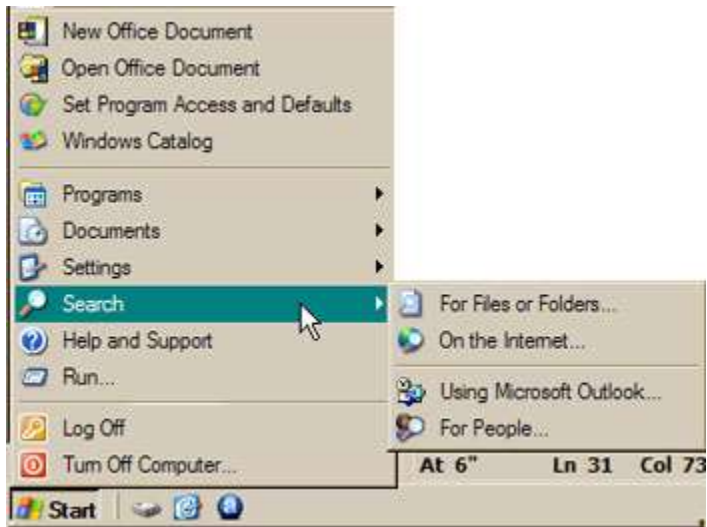 New Office Document
Open Office Document
Set Program Access and Defaults
Windows Catalog
Programs
Documents
Settings
Search
Help and Support
Run...
Log Off
Turn Off Computer...
For Files or Folders...
On the Internet...
Using Microsoft Outlook...
For People...
At 6" Ln 31 Col 73
Start